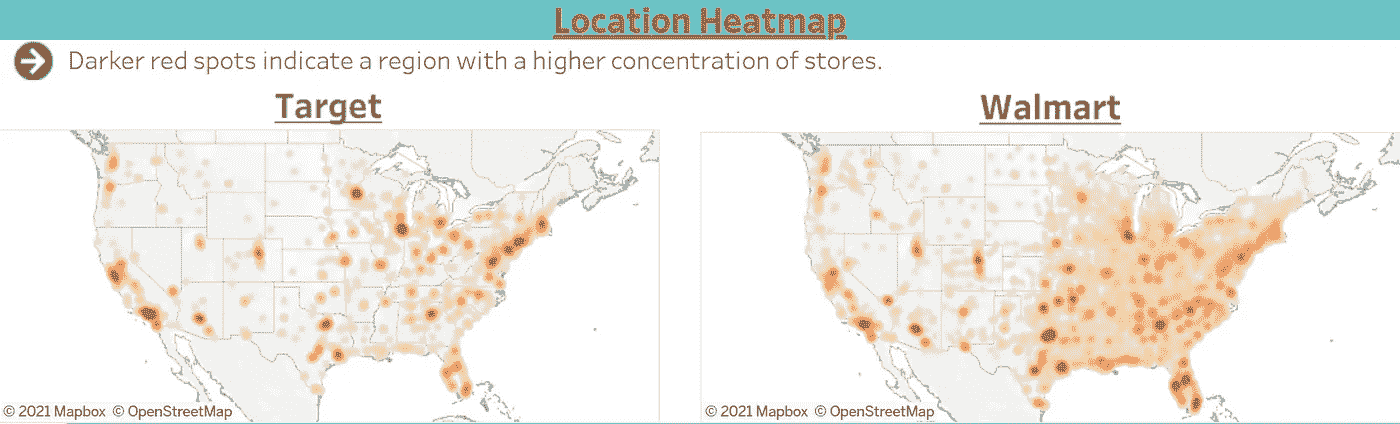 Location Heatmap
Darker red spots indicate a region with a higher concentration of stores.
Target
Walmart
© 2021 Mapbox © OpenStreetMap
© 2021 Mapbox © OpenStreetMap